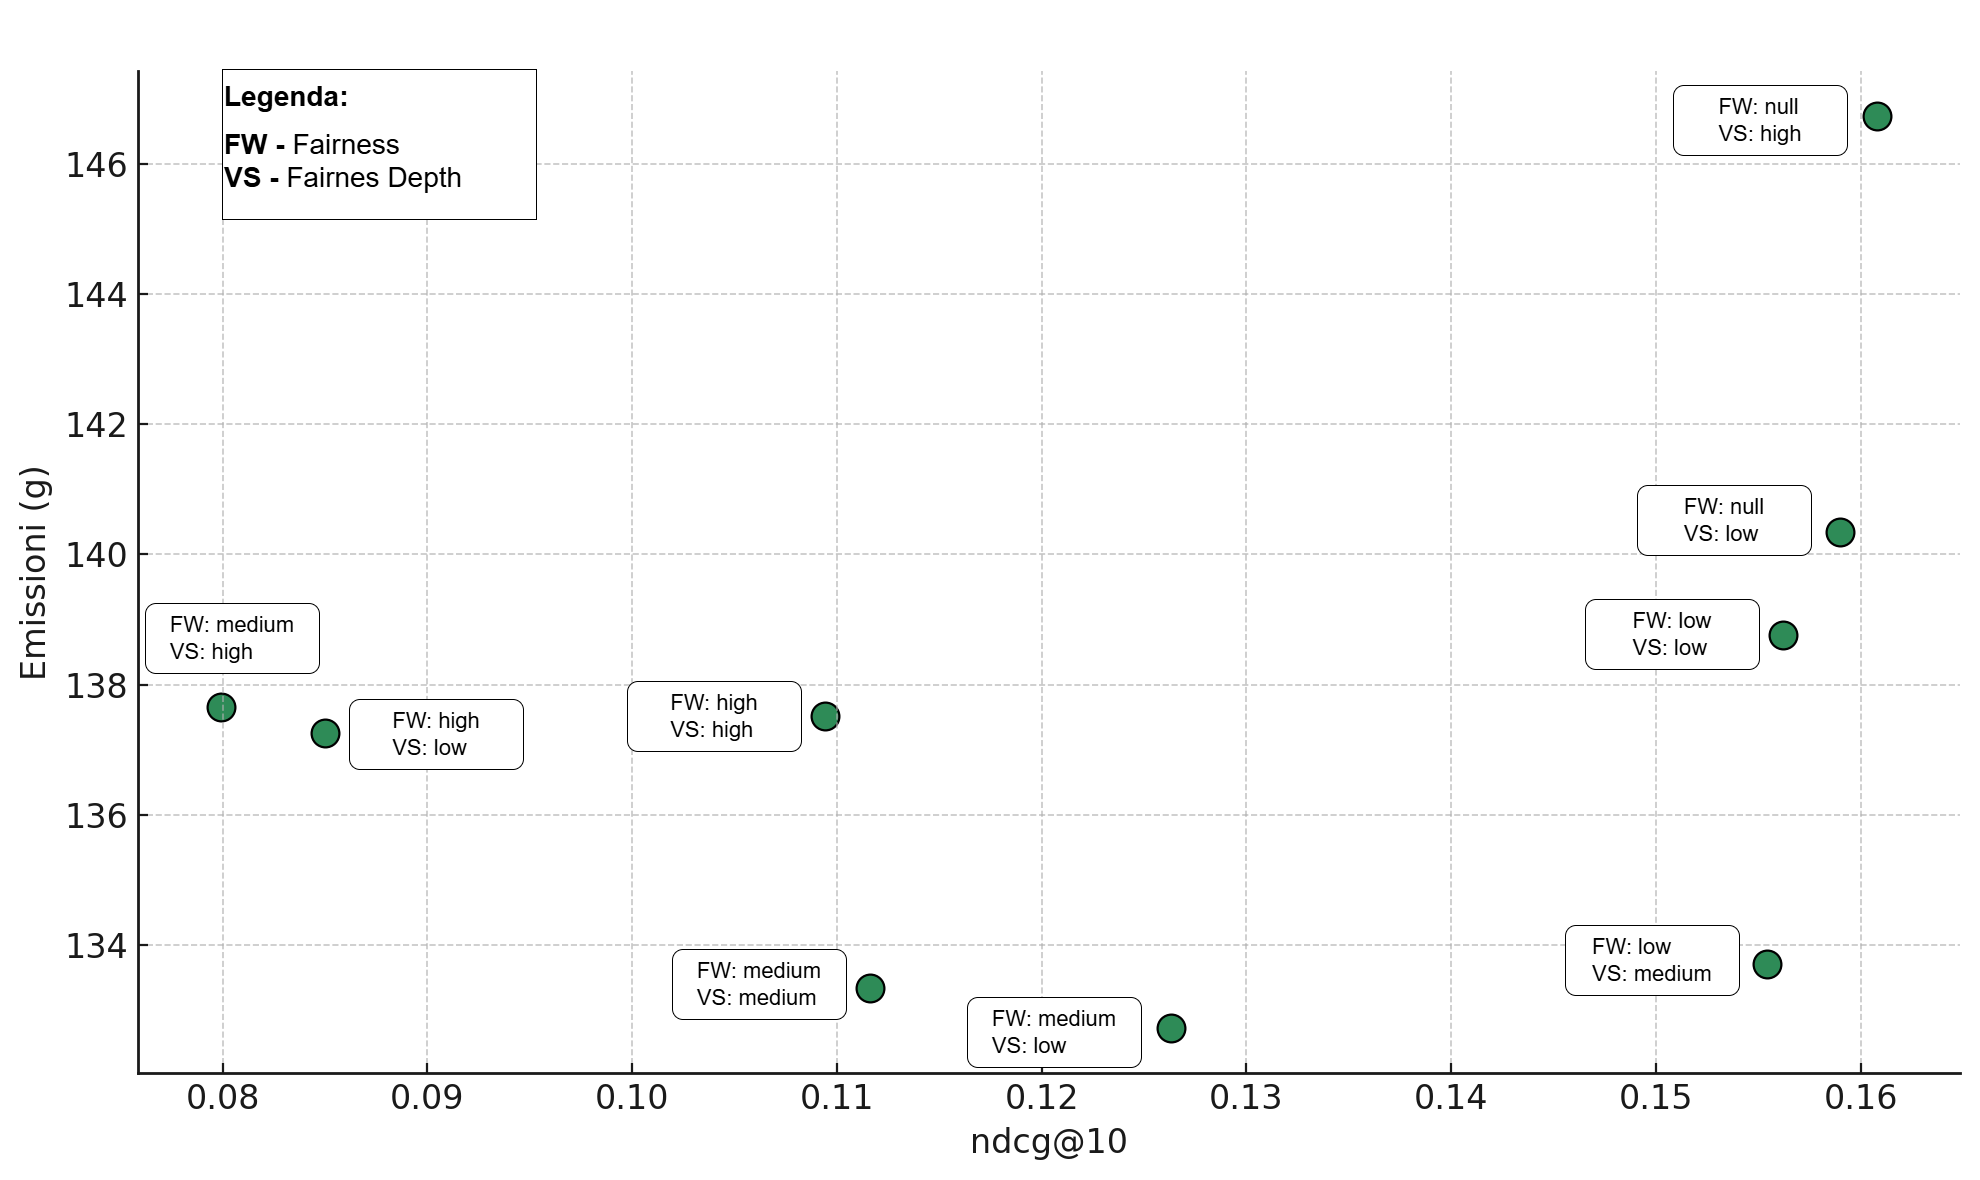 Legenda:
FW - Fairness
VS - Fairnes Depth
FW: null
VS: high
146
144
142
FW: null
VS: low
140
FW: low
VS: low
FW: medium
VS: high
138
FW: high
VS: low
FW: high
VS: high
136
134
FW: low
VS: medium
FW: medium
VS: medium
FW: medium
VS: low
Emissioni (g)
0.08 0.09 0.10 0.11 0.12 0.13 0.14 0.15 0.16
ndcg@10